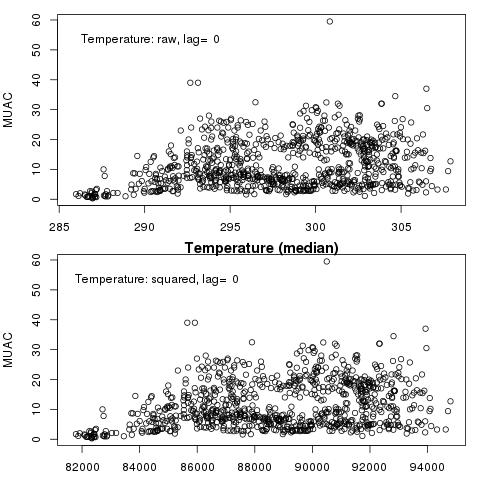 60
50
40
30
20
10
0
MUAC
Temperature: raw, lag= 0
285 290 295 300 305
Temperature (median)
60
50
40
30
20
10
0
MUAC
Temperature: squared, lag= 0
82000 84000 86000 88000 90000 92000 94000